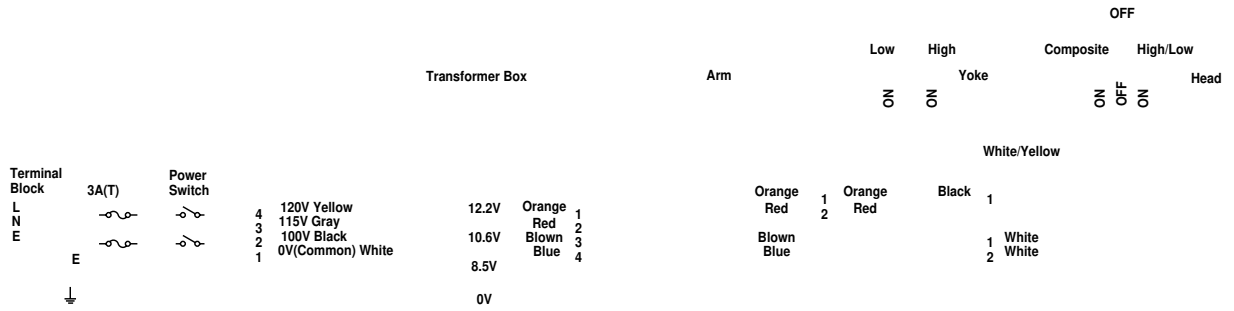 OFF
Low High Composite High/Low
Transformer Box Arm Yoke Head
ON ON ON OFF ON
White/Yellow
Terminal Block 3A(T) Power Switch
Orange 1 Orange Black 1
Red 2 Red
L 4 120V Yellow 12.2V Orange 1
N 3 115V Gray Red 2
E 2 100V Black 10.6V Blown 3 Blown 1 White
E 1 0V(Common) White Blue 4 Blue 2 White
8.5V
0V